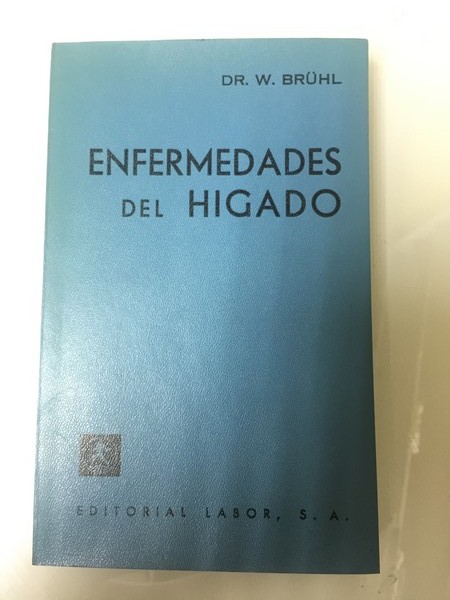 DR. W. BRÜHL
ENFERMEDADES
DEL HIGADO
EDITORIAL LABOR, S. A.